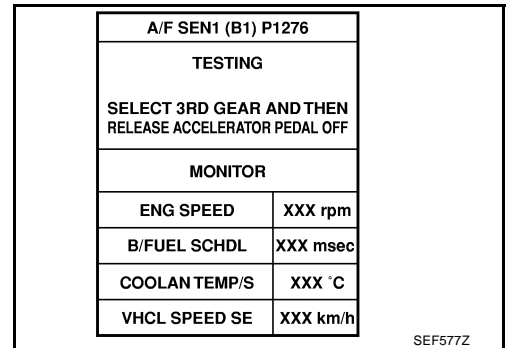 A/F SEN1 (B1) P1276
TESTING
SELECT 3RD GEAR AND THEN
RELEASE ACCELERATOR PEDAL OFF
MONITOR
ENG SPEED XXX rpm
B/FUEL SCHDL XXX msec
COOLAN TEMP/S XXX °C
VHCL SPEED SE XXX km/h
SEF577Z